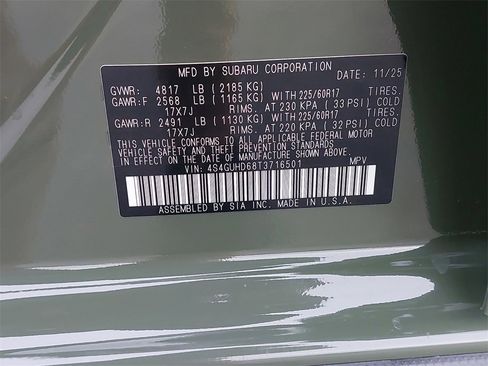 MFD BY SUBARU CORPORATION
DATE: 11/25
GVWR: 4817 LB (2185 KG)
GAWR:F 2568 LB (1165 KG) WITH 225/60R17 TIRES.
17X7J RIMS. AT 230 KPA (33 PSI) COLD
GAWR:R 2491 LB (1130 KG) WITH 225/60R17 TIRES.
17X7J RIMS. AT 220 KPA (32 PSI) COLD
THIS VEHICLE CONFORMS TO ALL APPLICABLE FEDERAL MOTOR
VEHICLE SAFETY AND THEFT PREVENTION STANDARDS
IN EFFECT ON THE DATE OF MANUFACTURE SHOWN ABOVE.
VIN: 4S4GUHD68T3716501 MPV
ASSEMBLED BY SIA INC. IN U.S.A.